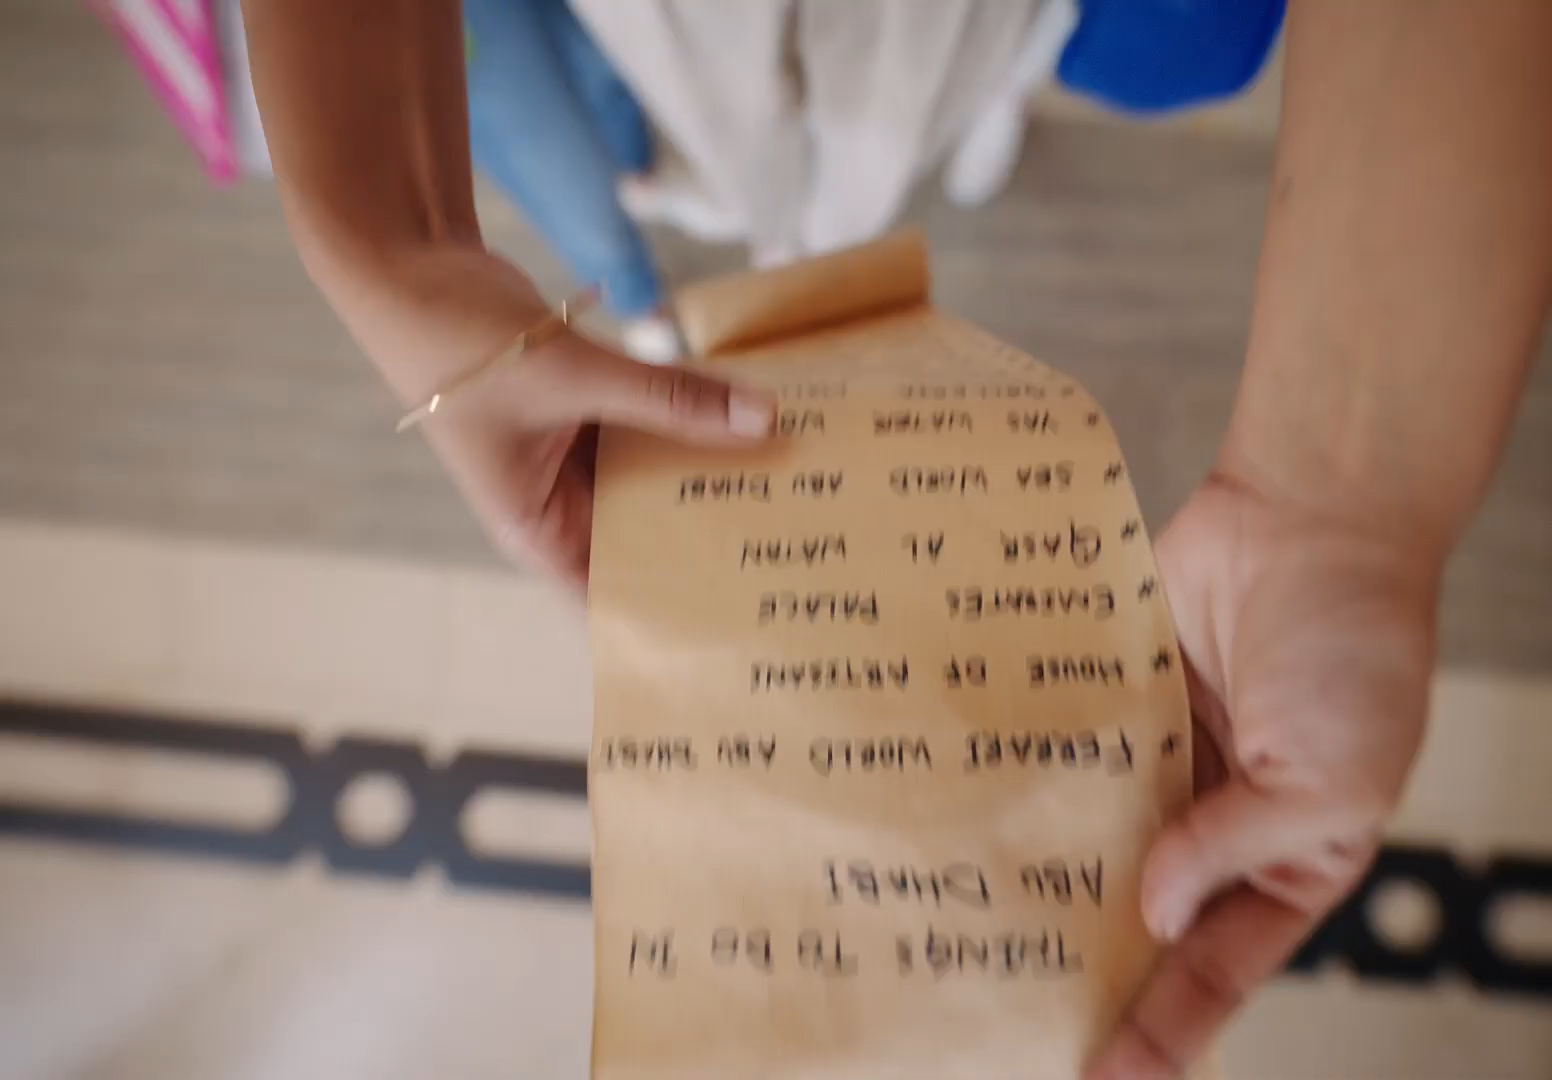 THINGS TO DO IN
ABU DHABI
* FERRARI WORLD ABU DHABI
* HOUSE OF ARTISANS
* EMIRATES PALACE
* QASR AL WATAN
* SEA WORLD ABU DHABI
* YAS WATER